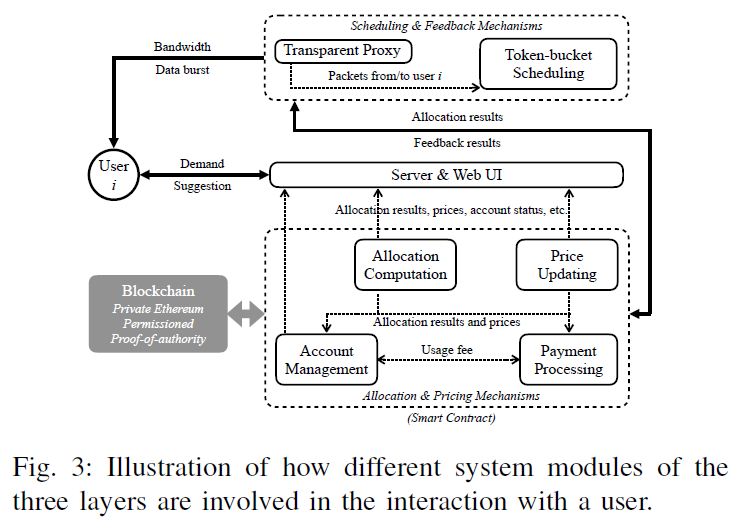 Scheduling & Feedback Mechanisms
Bandwidth
Data burst
Transparent Proxy
Token-bucket
Scheduling
Packets from/to user i
Allocation results
Feedback results
User
i
Demand
Suggestion
Server & Web UI
Allocation results, prices, account status, etc.
Allocation
Computation
Price
Updating
Blockchain
Private Ethereum
Permissioned
Proof-of-authority
Allocation results and prices
Account
Management
Usage fee
Payment
Processing
Allocation & Pricing Mechanisms
(Smart Contract)
Fig. 3: Illustration of how different system modules of the
three layers are involved in the interaction with a user.